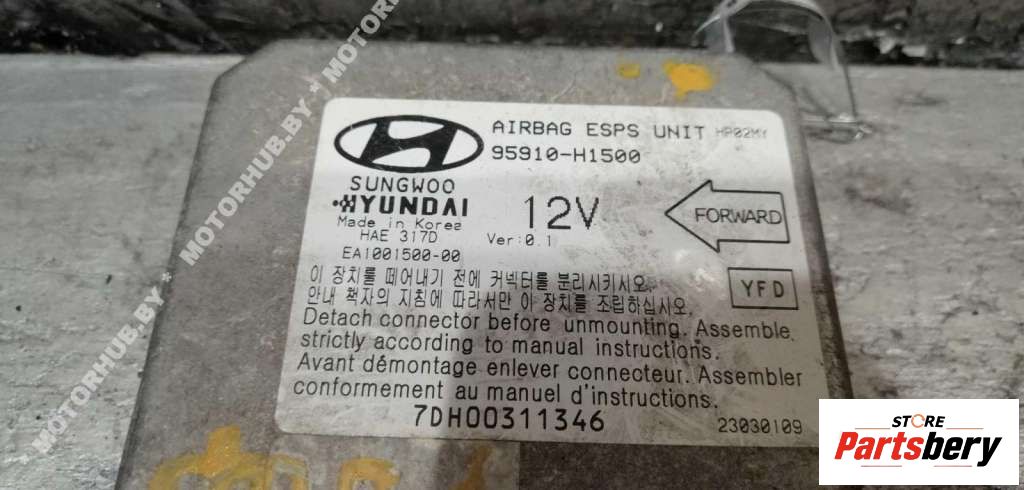 AIRBAG ESPS UNIT HP02MY
95910-H1500
SUNGWOO
HYUNDAI
Made in Korea
HAE 317D
EA1001500-00
12V
Ver:0.1
FORWARD
YFD
이 장치를 떼어내기 전에 커넥터를 분리시키시오.
안내 책자의 지침에 따라서만 이 장치를 조립하십시오.
Detach connector before unmounting. Assemble
strictly according to manual instructions.
Avant démontage enlever connecteur. Assembler
conformement au manuel d'instructions.
7DH00311346
23030109
MOTORHUB.BY * MOTORHUB.BY * MOTORHUB.BY
STORE
Partsbery